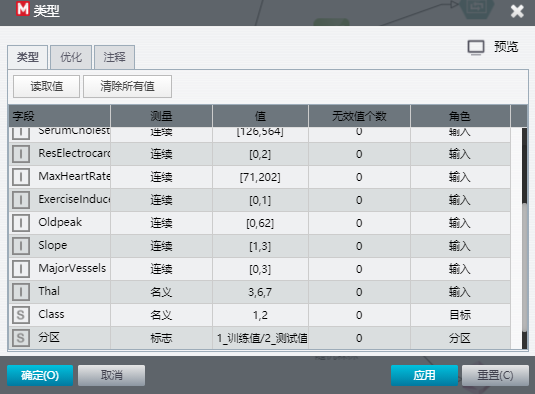 M 类型
预览
类型 优化 注释
读取值 清除所有值
字段 测量 值 无效值个数 角色
I SerumCholest 连续 [126,564] 0 输入
I ResElectrocard 连续 [0,2] 0 输入
I MaxHeartRate 连续 [71,202] 0 输入
I ExerciseInduce 连续 [0,1] 0 输入
I Oldpeak 连续 [0,62] 0 输入
I Slope 连续 [1,3] 0 输入
I MajorVessels 连续 [0,3] 0 输入
I Thal 名义 3,6,7 0 输入
S Class 名义 1,2 0 目标
S 分区 标志 1_训练值/2_测试值 0 分区
确定(O) 取消 应用 重置(C)